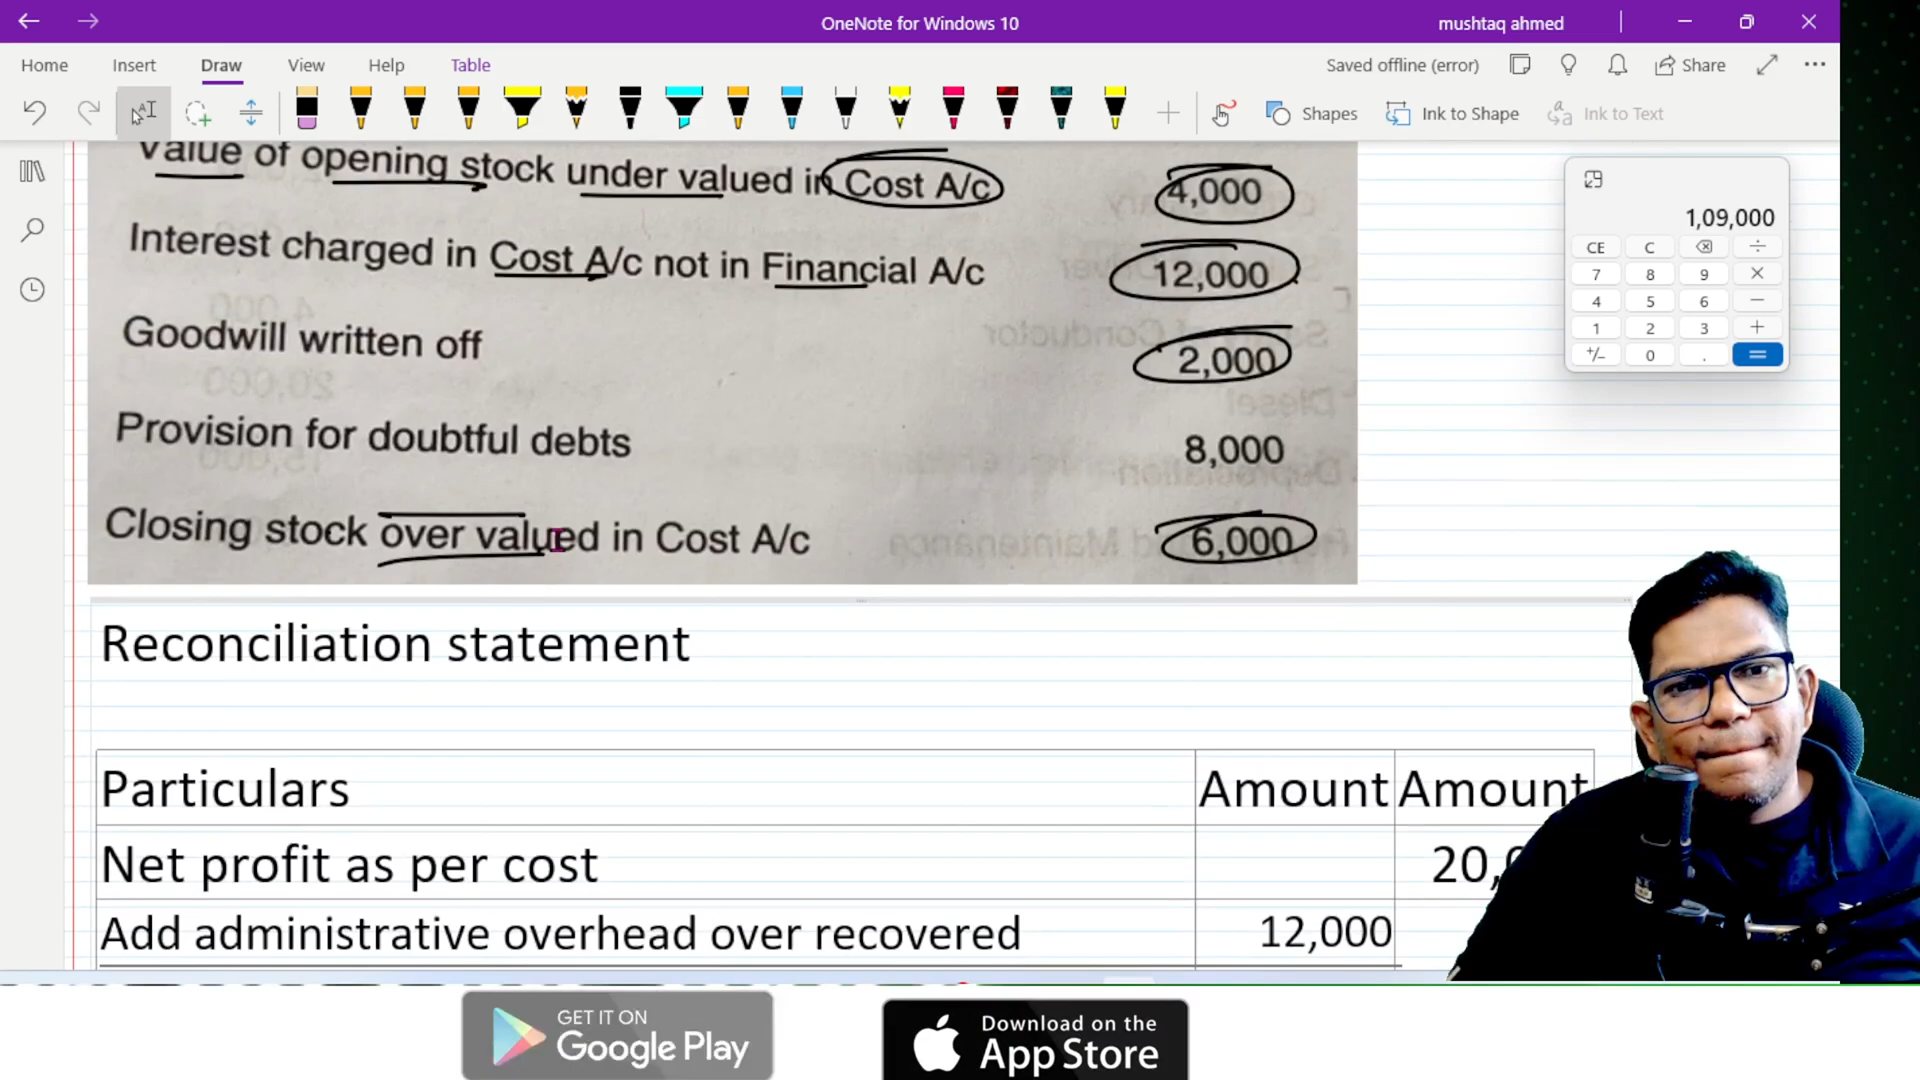 OneNote for Windows 10
mushtaq ahmed
Home Insert Draw View Help Table
Saved offline (error)
Share
Shapes
Ink to Shape
Ink to Text
Value of opening stock under valued in Cost A/c 4,000
Interest charged in Cost A/c not in Financial A/c 12,000
Goodwill written off 2,000
Provision for doubtful debts 8,000
Closing stock over valued in Cost A/c 6,000
1,09,000
CE C ÷
7 8 9 ×
4 5 6 −
1 2 3 +
+/− 0 . =
Reconciliation statement
Particulars Amount Amount
Net profit as per cost 20,
Add administrative overhead over recovered 12,000
GET IT ON
Google Play
Download on the
App Store